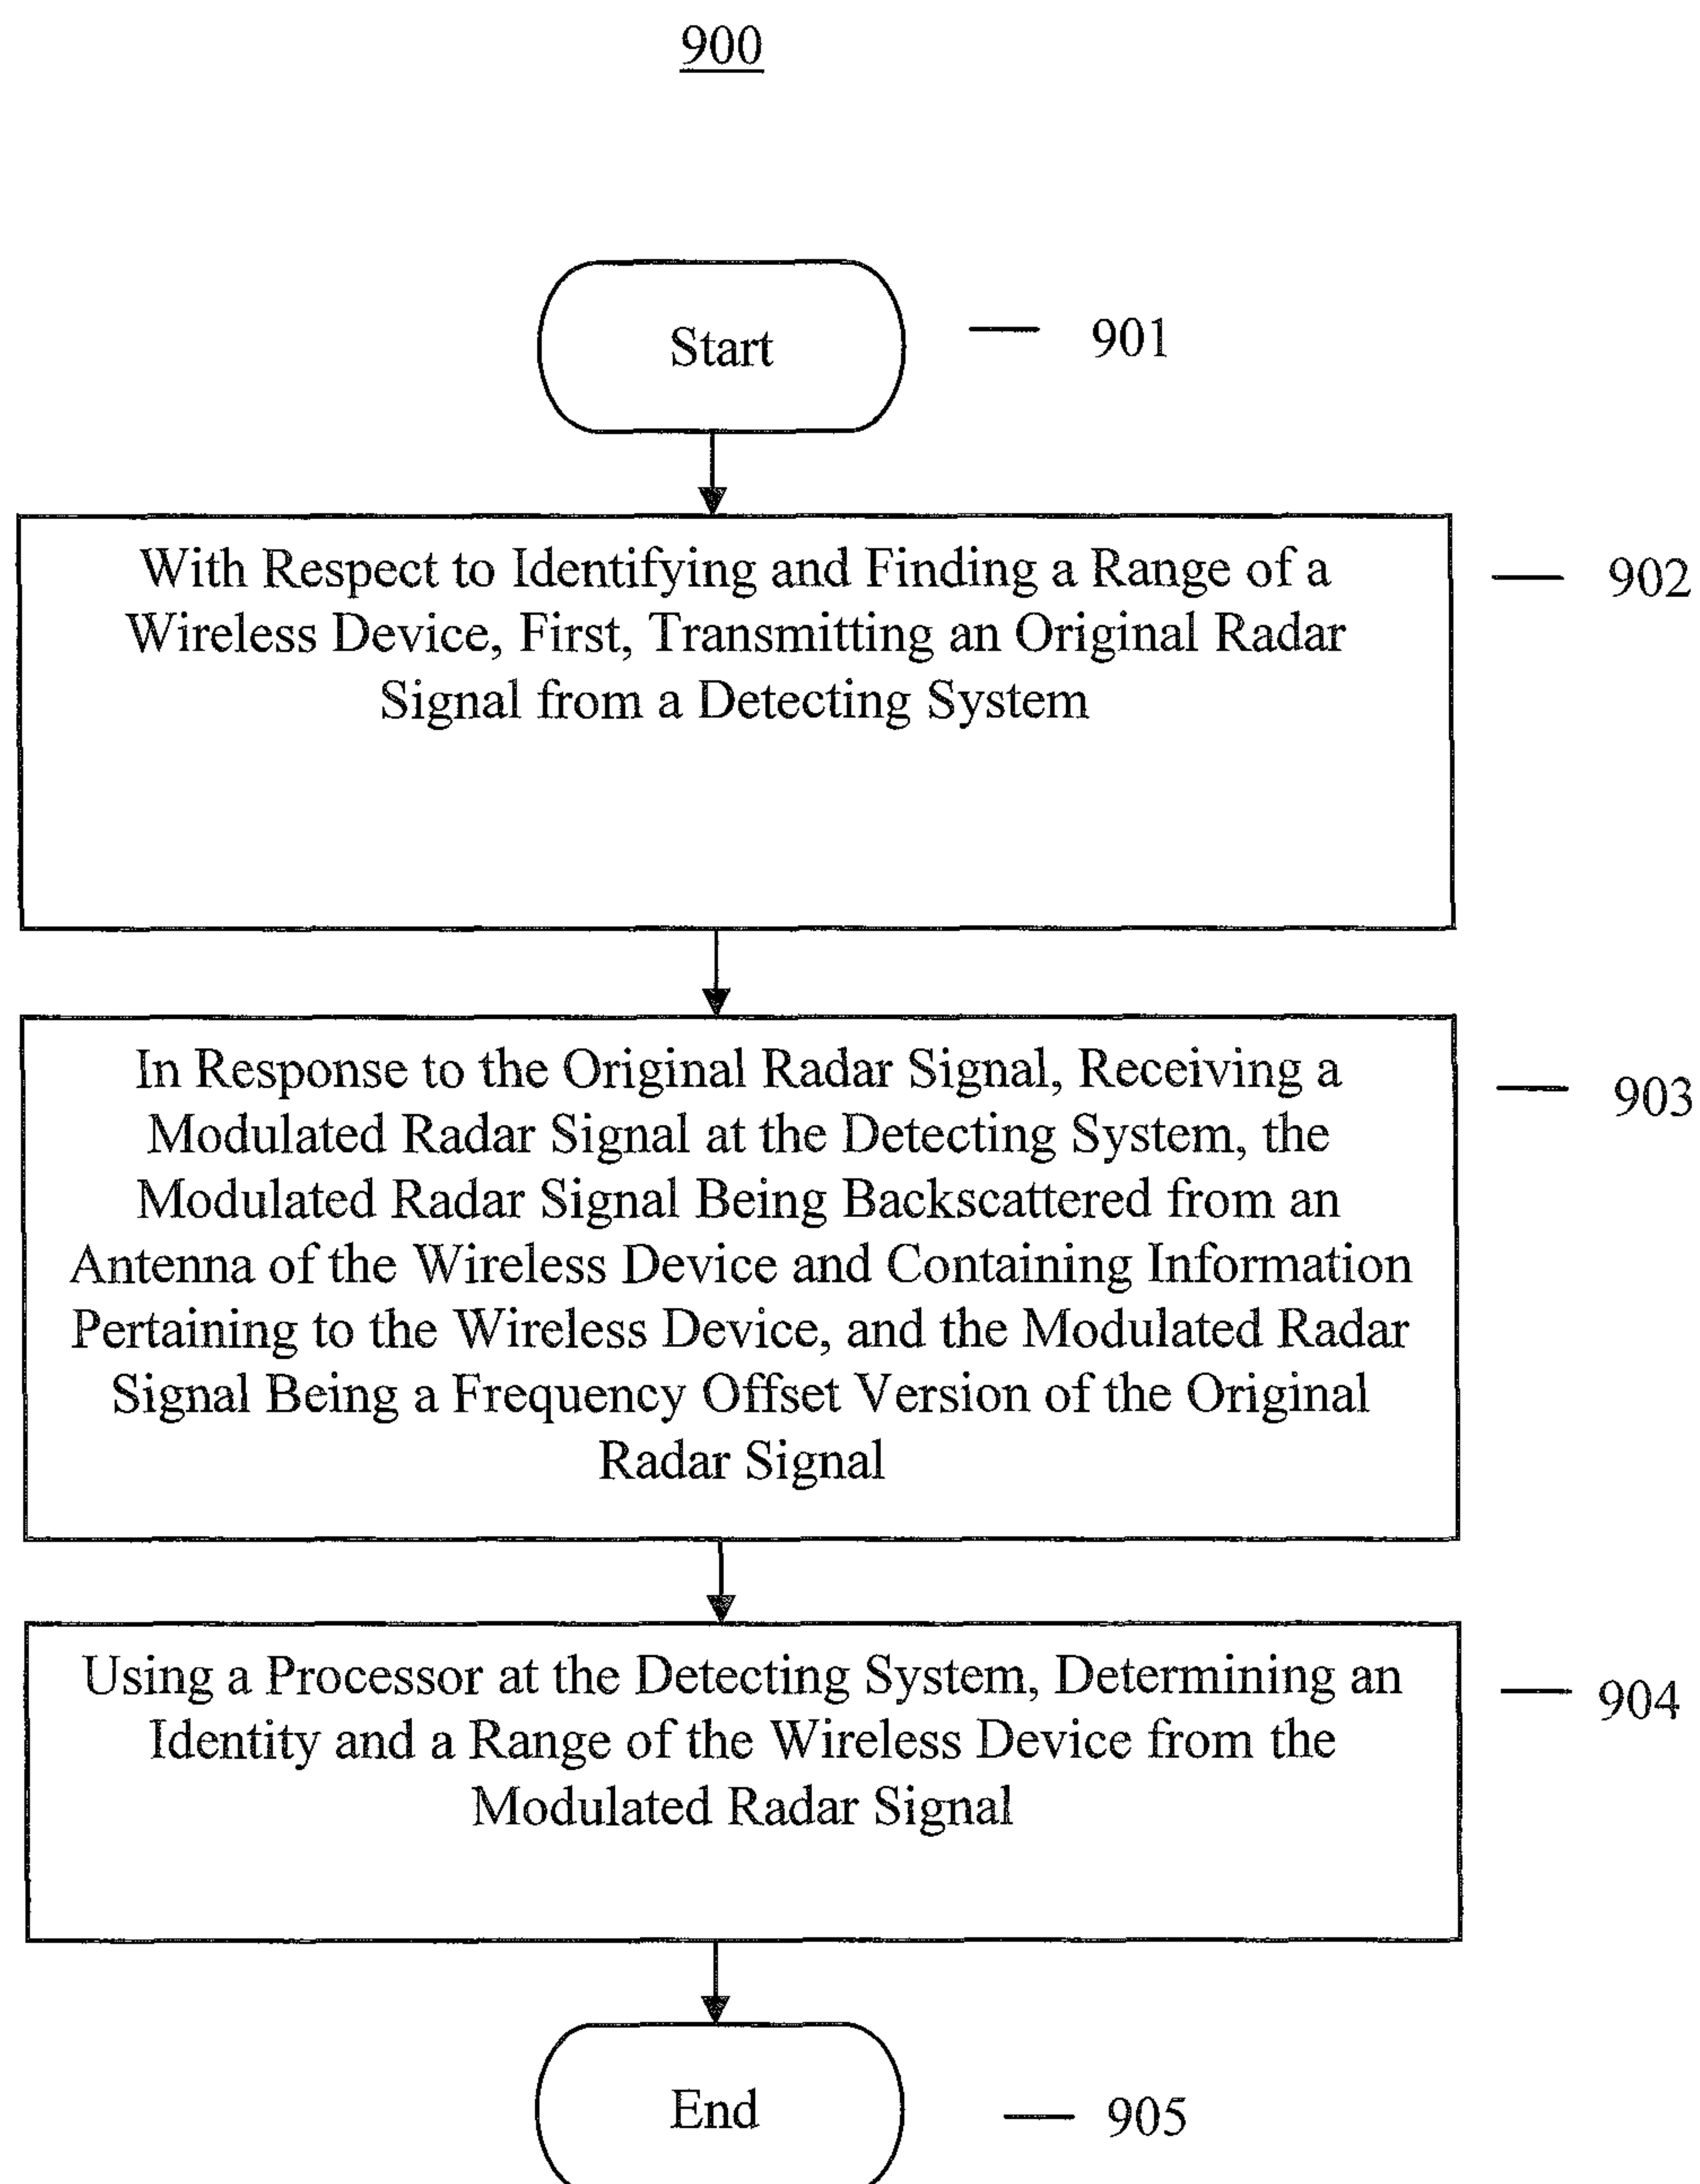 900
Start
901
With Respect to Identifying and Finding a Range of a
Wireless Device, First, Transmitting an Original Radar
Signal from a Detecting System
902
In Response to the Original Radar Signal, Receiving a
Modulated Radar Signal at the Detecting System, the
Modulated Radar Signal Being Backscattered from an
Antenna of the Wireless Device and Containing Information
Pertaining to the Wireless Device, and the Modulated Radar
Signal Being a Frequency Offset Version of the Original
Radar Signal
903
Using a Processor at the Detecting System, Determining an
Identity and a Range of the Wireless Device from the
Modulated Radar Signal
904
End
905